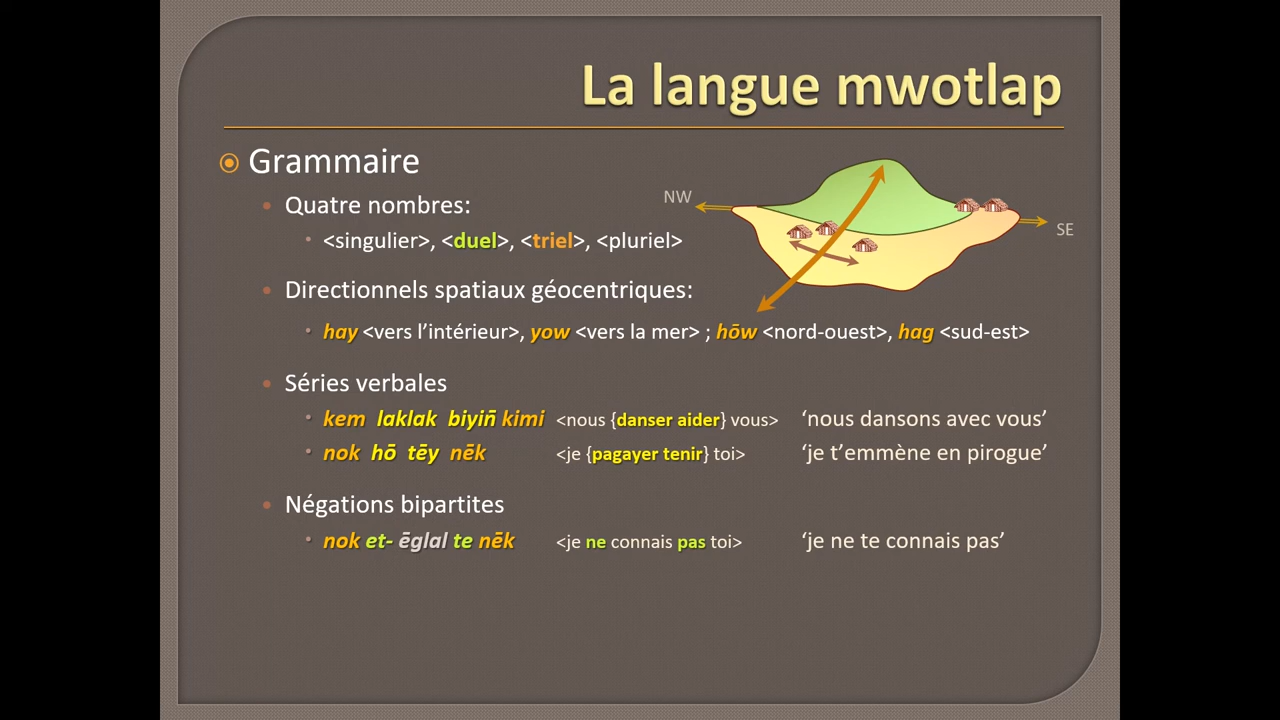 La langue mwotlap
Grammaire
Quatre nombres:
<singulier>, <duel>, <triel>, <pluriel>
NW
SE
Directionnels spatiaux géocentriques:
hay <vers l’intérieur>, yow <vers la mer> ; hōw <nord-ouest>, hag <sud-est>
Séries verbales
kem laklak biyiñ kimi <nous {danser aider} vous> ‘nous dansons avec vous’
nok hō tēy nēk <je {pagayer tenir} toi> ‘je t’emmène en pirogue’
Négations bipartites
nok et- ēglal te nēk <je ne connais pas toi> ‘je ne te connais pas’